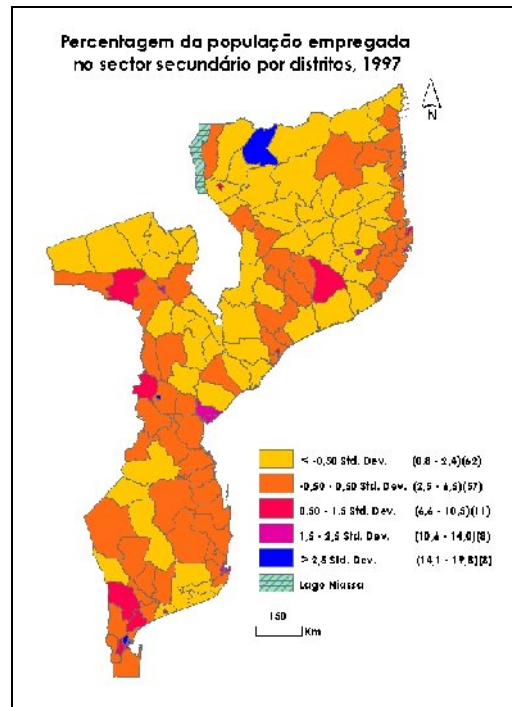 Percentagem da população empregada
no sector secundário por distritos, 1997
N
< -0,50 Std. Dev. (0,8 - 2,4)(62)
-0,50 - 0,50 Std. Dev. (2,5 - 6,5)(57)
0,50 - 1,5 Std. Dev. (6,6 - 10,5)(11)
1,5 - 2,5 Std. Dev. (10,6 - 14,0)(8)
> 2,5 Std. Dev. (14,1 - 19,8)(8)
Lago Niassa
150
Km